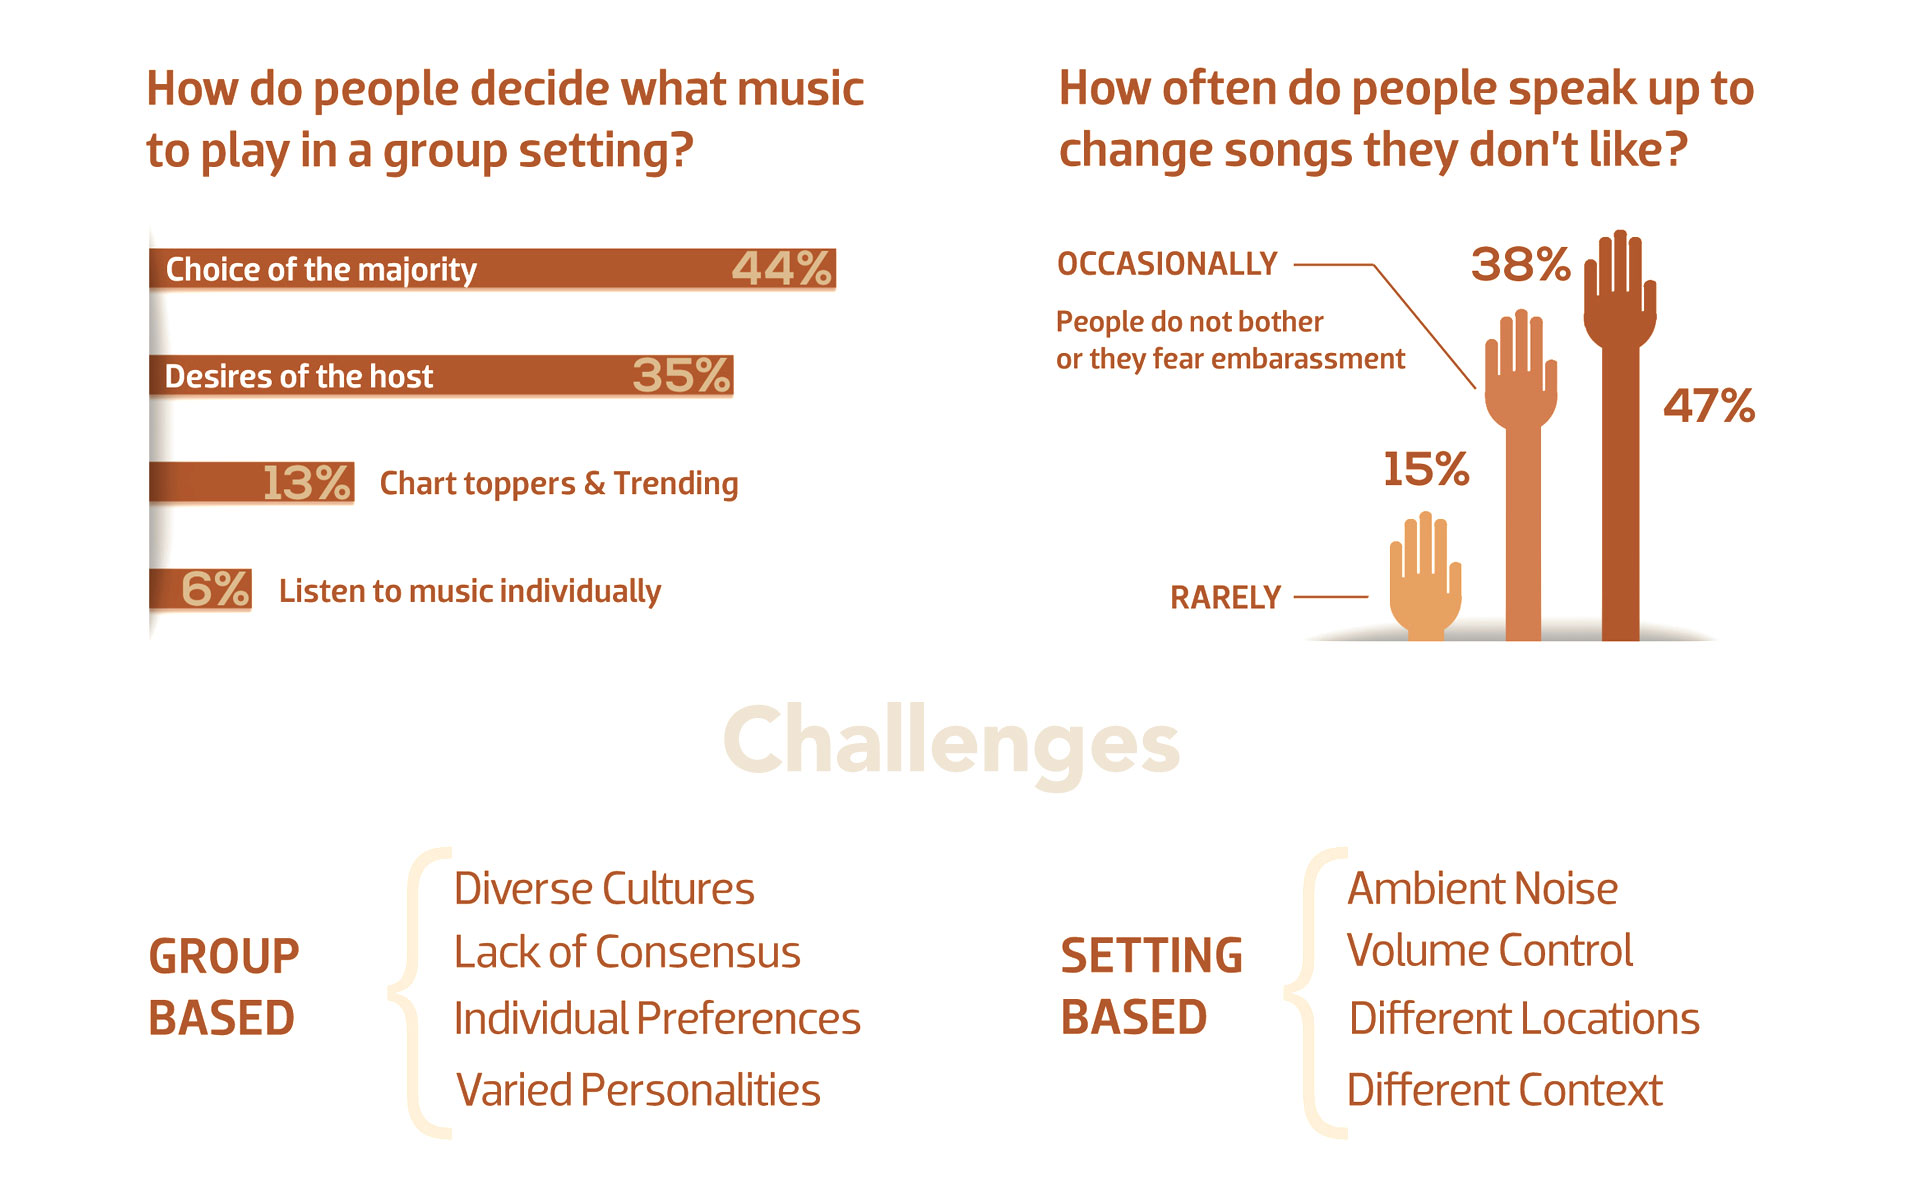 How do people decide what music
to play in a group setting?
Choice of the majority 44%
Desires of the host 35%
13% Chart toppers & Trending
6% Listen to music individually
How often do people speak up to
change songs they don't like?
OCCASIONALLY
People do not bother
or they fear embarassment
38%
47%
15%
RARELY
Challenges
GROUP
BASED
Diverse Cultures
Lack of Consensus
Individual Preferences
Varied Personalities
SETTING
BASED
Ambient Noise
Volume Control
Different Locations
Different Context